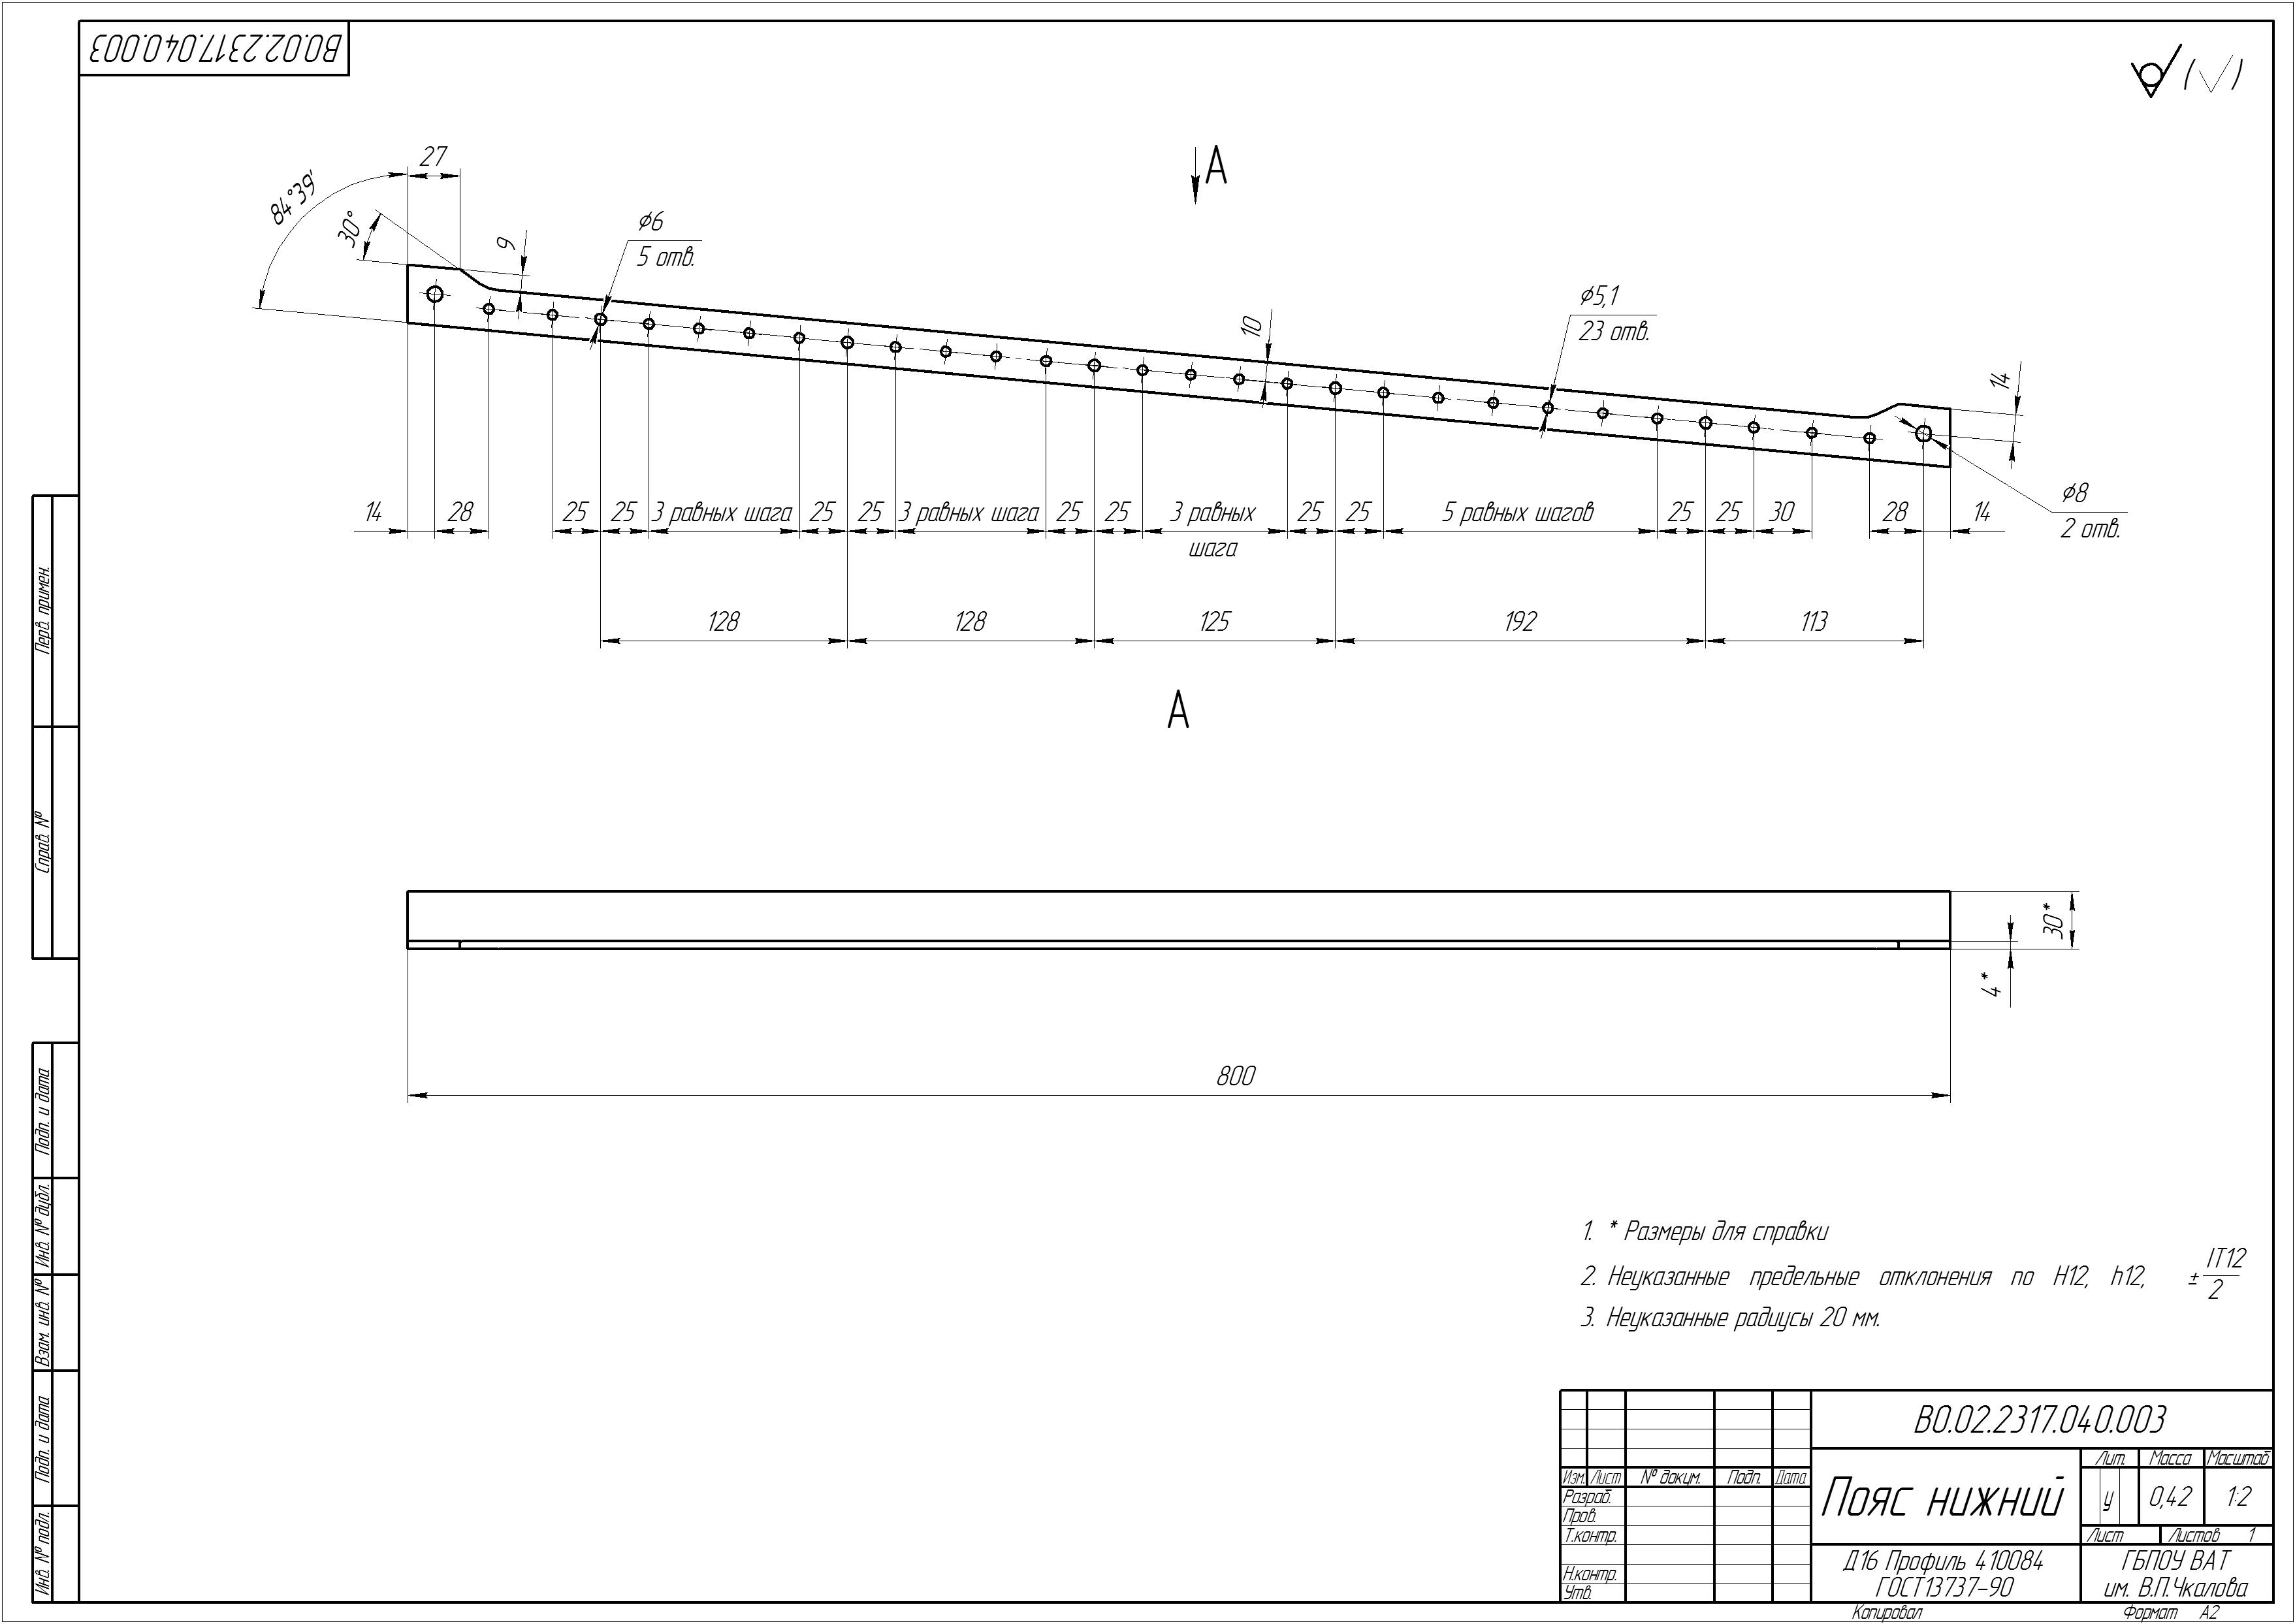 В0.02.2317.040.003
(√)
27
84°39'
30°
9
⌀6
5 отв.
А
10
⌀5,1
23 отв.
14
⌀8
2 отв.
14
28
25
25
3 равных шага
25
25
3 равных шага
25
25
3 равных
шага
25
25
5 равных шагов
25
25
30
28
14
128
128
125
192
113
А
30*
4*
800
1. * Размеры для справки
2. Неуказанные предельные отклонения по H12, h12, ± IT12/2
3. Неуказанные радиусы 20 мм.
Перв. примен.
Справ. №
Подп. и дата
Инв. № дубл.
Взам. инв. №
Подп. и дата
Инв. № подл.
В0.02.2317.040.003
Изм. Лист № докум. Подп. Дата
Разраб.
Пров.
Т.контр.
Н.контр.
Утв.
Пояс нижний
Лит. Масса Масштаб
у 0,42 1:2
Лист Листов 1
Д16 Профиль 410084
ГОСТ13737-90
ГБПОУ ВАТ
им. В.П.Чкалова
Копировал Формат А2